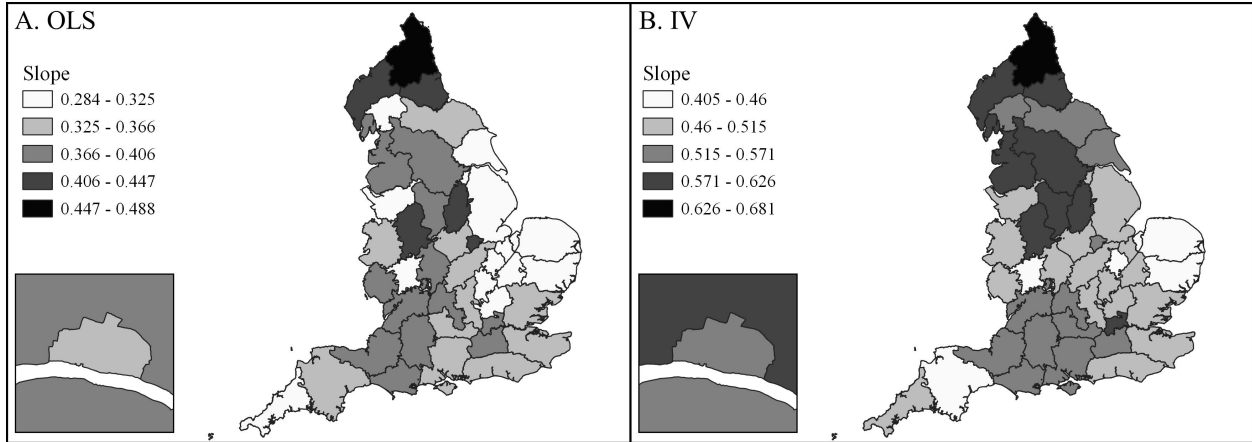 A. OLS
Slope
0.284 - 0.325
0.325 - 0.366
0.366 - 0.406
0.406 - 0.447
0.447 - 0.488
B. IV
Slope
0.405 - 0.46
0.46 - 0.515
0.515 - 0.571
0.571 - 0.626
0.626 - 0.681